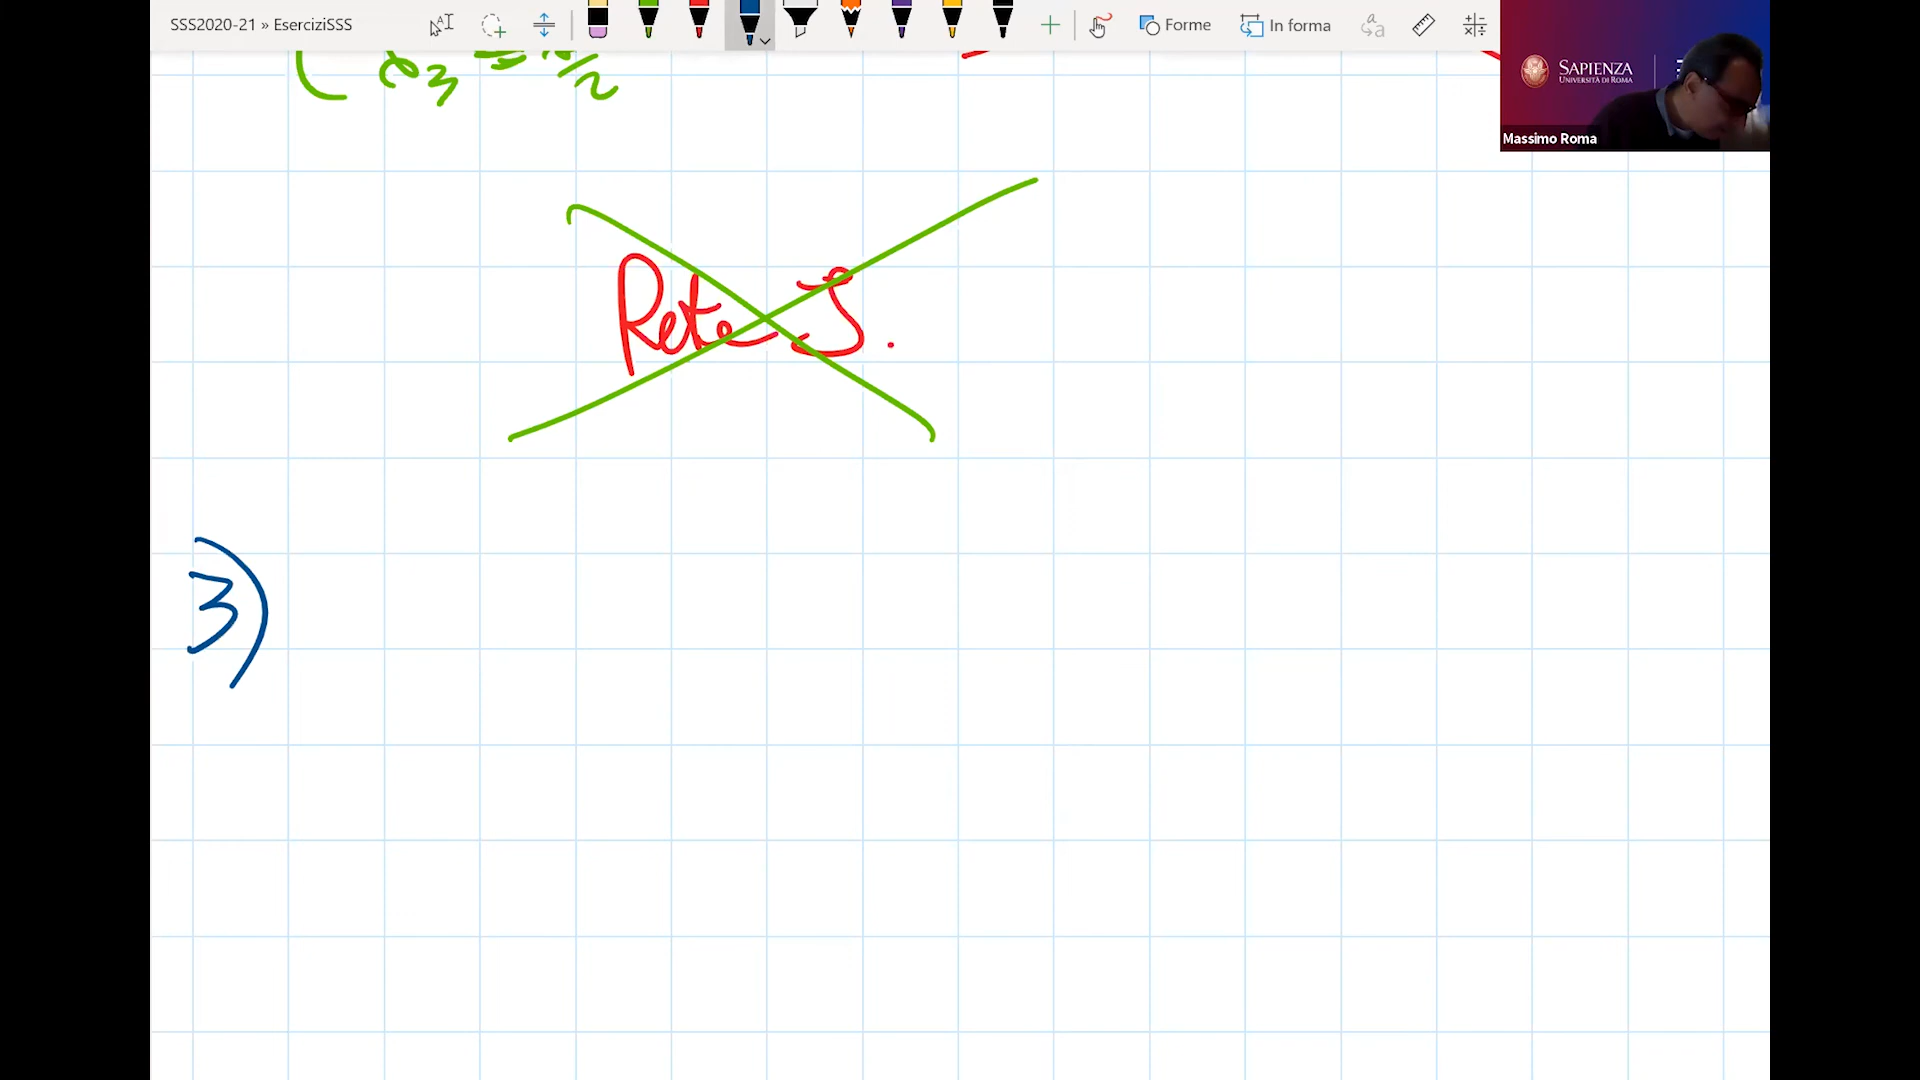 SSS2020-21 » EserciziSSS
Forme
In forma
SAPIENZA
UNIVERSITÀ DI ROMA
Massimo Roma
Rete J.
3)